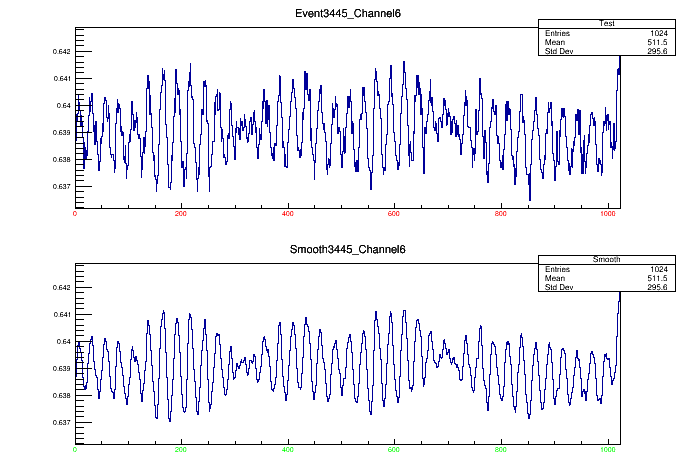 Event3445_Channel6
Test
Entries 1024
Mean 511.5
Std Dev 295.6
0.642
0.641
0.64
0.639
0.638
0.637
0 200 400 600 800 1000
Smooth3445_Channel6
Smooth
Entries 1024
Mean 511.5
Std Dev 295.6
0.642
0.641
0.64
0.639
0.638
0.637
0 200 400 600 800 1000